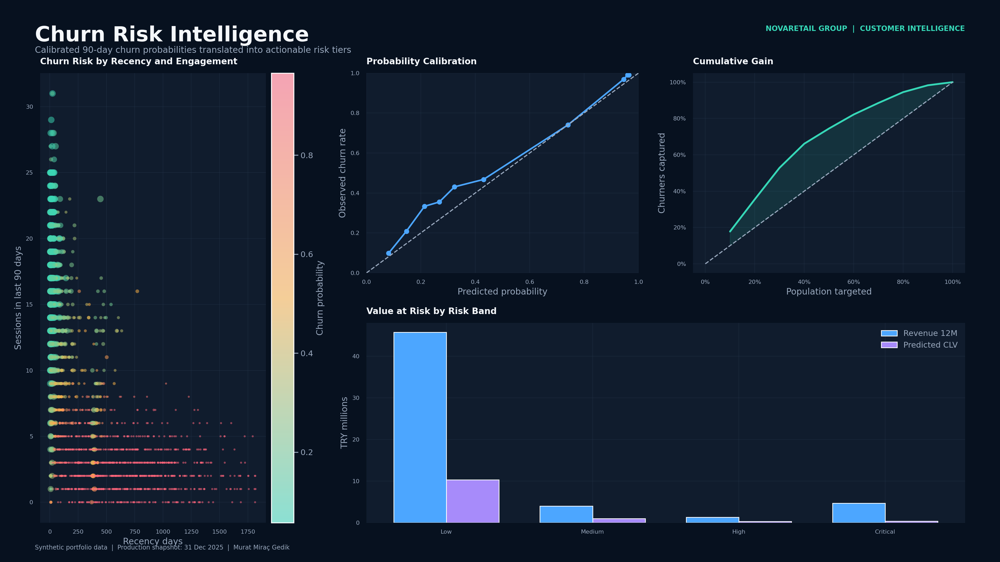 Churn Risk Intelligence
NOVARETAIL GROUP | CUSTOMER INTELLIGENCE
Calibrated 90-day churn probabilities translated into actionable risk tiers
Churn Risk by Recency and Engagement
Sessions in last 90 days
30
25
20
15
10
5
0
0 250 500 750 1000 1250 1500 1750
Recency days
0.8
0.6
0.4
0.2
Churn probability
Probability Calibration
Observed churn rate
1.0
0.8
0.6
0.4
0.2
0.0
0.0 0.2 0.4 0.6 0.8 1.0
Predicted probability
Cumulative Gain
Churners captured
100%
80%
60%
40%
20%
0%
0% 20% 40% 60% 80% 100%
Population targeted
Value at Risk by Risk Band
TRY millions
40
30
20
10
0
Revenue 12M
Predicted CLV
Low Medium High Critical
Synthetic portfolio data | Production snapshot: 31 Dec 2025 | Murat Miraç Gedik